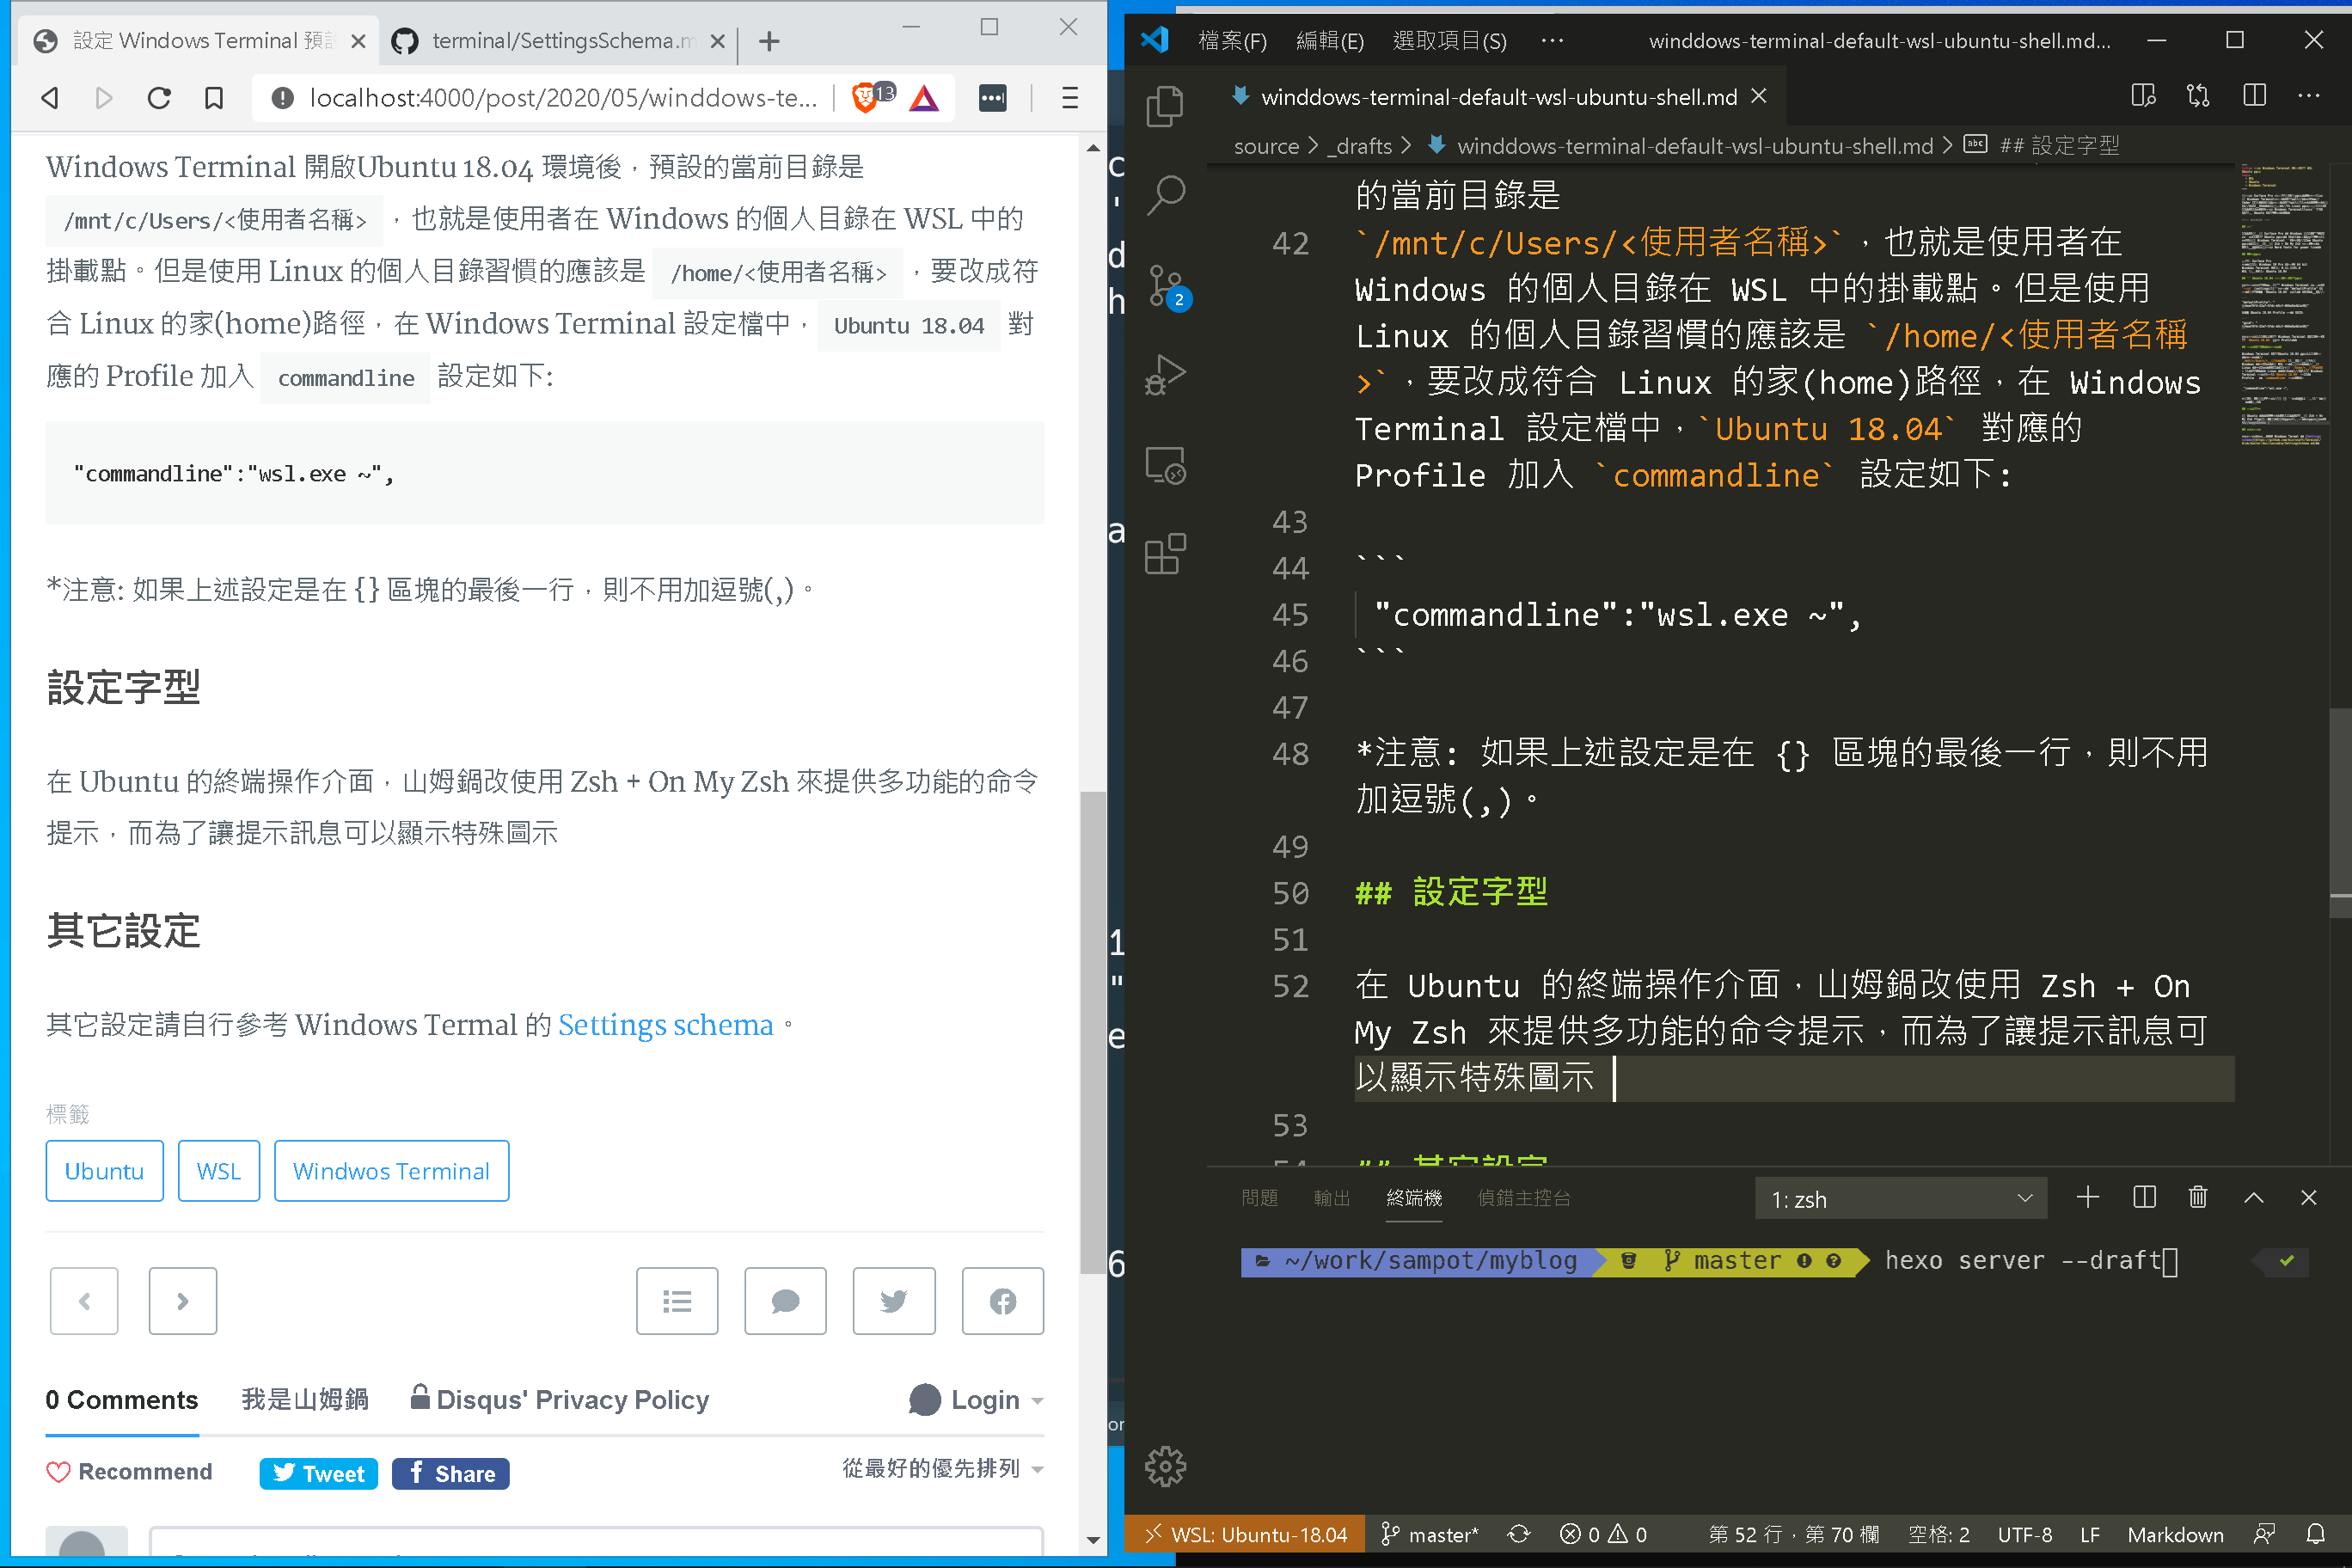 設定 Windows Terminal 預設
terminal/SettingsSchema.m
localhost:4000/post/2020/05/winddows-te...
13
Windows Terminal 開啟Ubuntu 18.04 環境後，預設的當前目錄是
/mnt/c/Users/<使用者名稱> ，也就是使用者在 Windows 的個人目錄在 WSL 中的
掛載點。但是使用 Linux 的個人目錄習慣的應該是 /home/<使用者名稱> ，要改成符
合 Linux 的家(home)路徑，在 Windows Terminal 設定檔中， Ubuntu 18.04 對
應的 Profile 加入 commandline 設定如下:
"commandline":"wsl.exe ~",
*注意: 如果上述設定是在 {} 區塊的最後一行，則不用加逗號(,)。
設定字型
在 Ubuntu 的終端操作介面，山姆鍋改使用 Zsh + On My Zsh 來提供多功能的命令
提示，而為了讓提示訊息可以顯示特殊圖示
其它設定
其它設定請自行參考 Windows Termal 的 Settings schema。
標籤
Ubuntu WSL Windwos Terminal
0 Comments 我是山姆鍋 Disqus' Privacy Policy Login
Recommend Tweet Share 從最好的優先排列
檔案(F) 編輯(E) 選取項目(S) ··· winddows-terminal-default-wsl-ubuntu-shell.md...
winddows-terminal-default-wsl-ubuntu-shell.md
source > _drafts > winddows-terminal-default-wsl-ubuntu-shell.md > ## 設定字型
2
的當前目錄是
42 `/mnt/c/Users/<使用者名稱>`，也就是使用者在
Windows 的個人目錄在 WSL 中的掛載點。但是使用
Linux 的個人目錄習慣的應該是 `/home/<使用者名稱
>`，要改成符合 Linux 的家(home)路徑，在 Windows
Terminal 設定檔中，`Ubuntu 18.04` 對應的
Profile 加入 `commandline` 設定如下:
43
44 ```
45 "commandline":"wsl.exe ~",
46 ```
47
48 *注意: 如果上述設定是在 {} 區塊的最後一行，則不用
加逗號(,)。
49
50 ## 設定字型
51
52 在 Ubuntu 的終端操作介面，山姆鍋改使用 Zsh + On
My Zsh 來提供多功能的命令提示，而為了讓提示訊息可
以顯示特殊圖示
53
54 ## 其它設定
問題 輸出 終端機 偵錯主控台 1: zsh
~/work/sampot/myblog master hexo server --draft
WSL: Ubuntu-18.04 master* 0 0 第 52 行，第 70 欄 空格: 2 UTF-8 LF Markdown